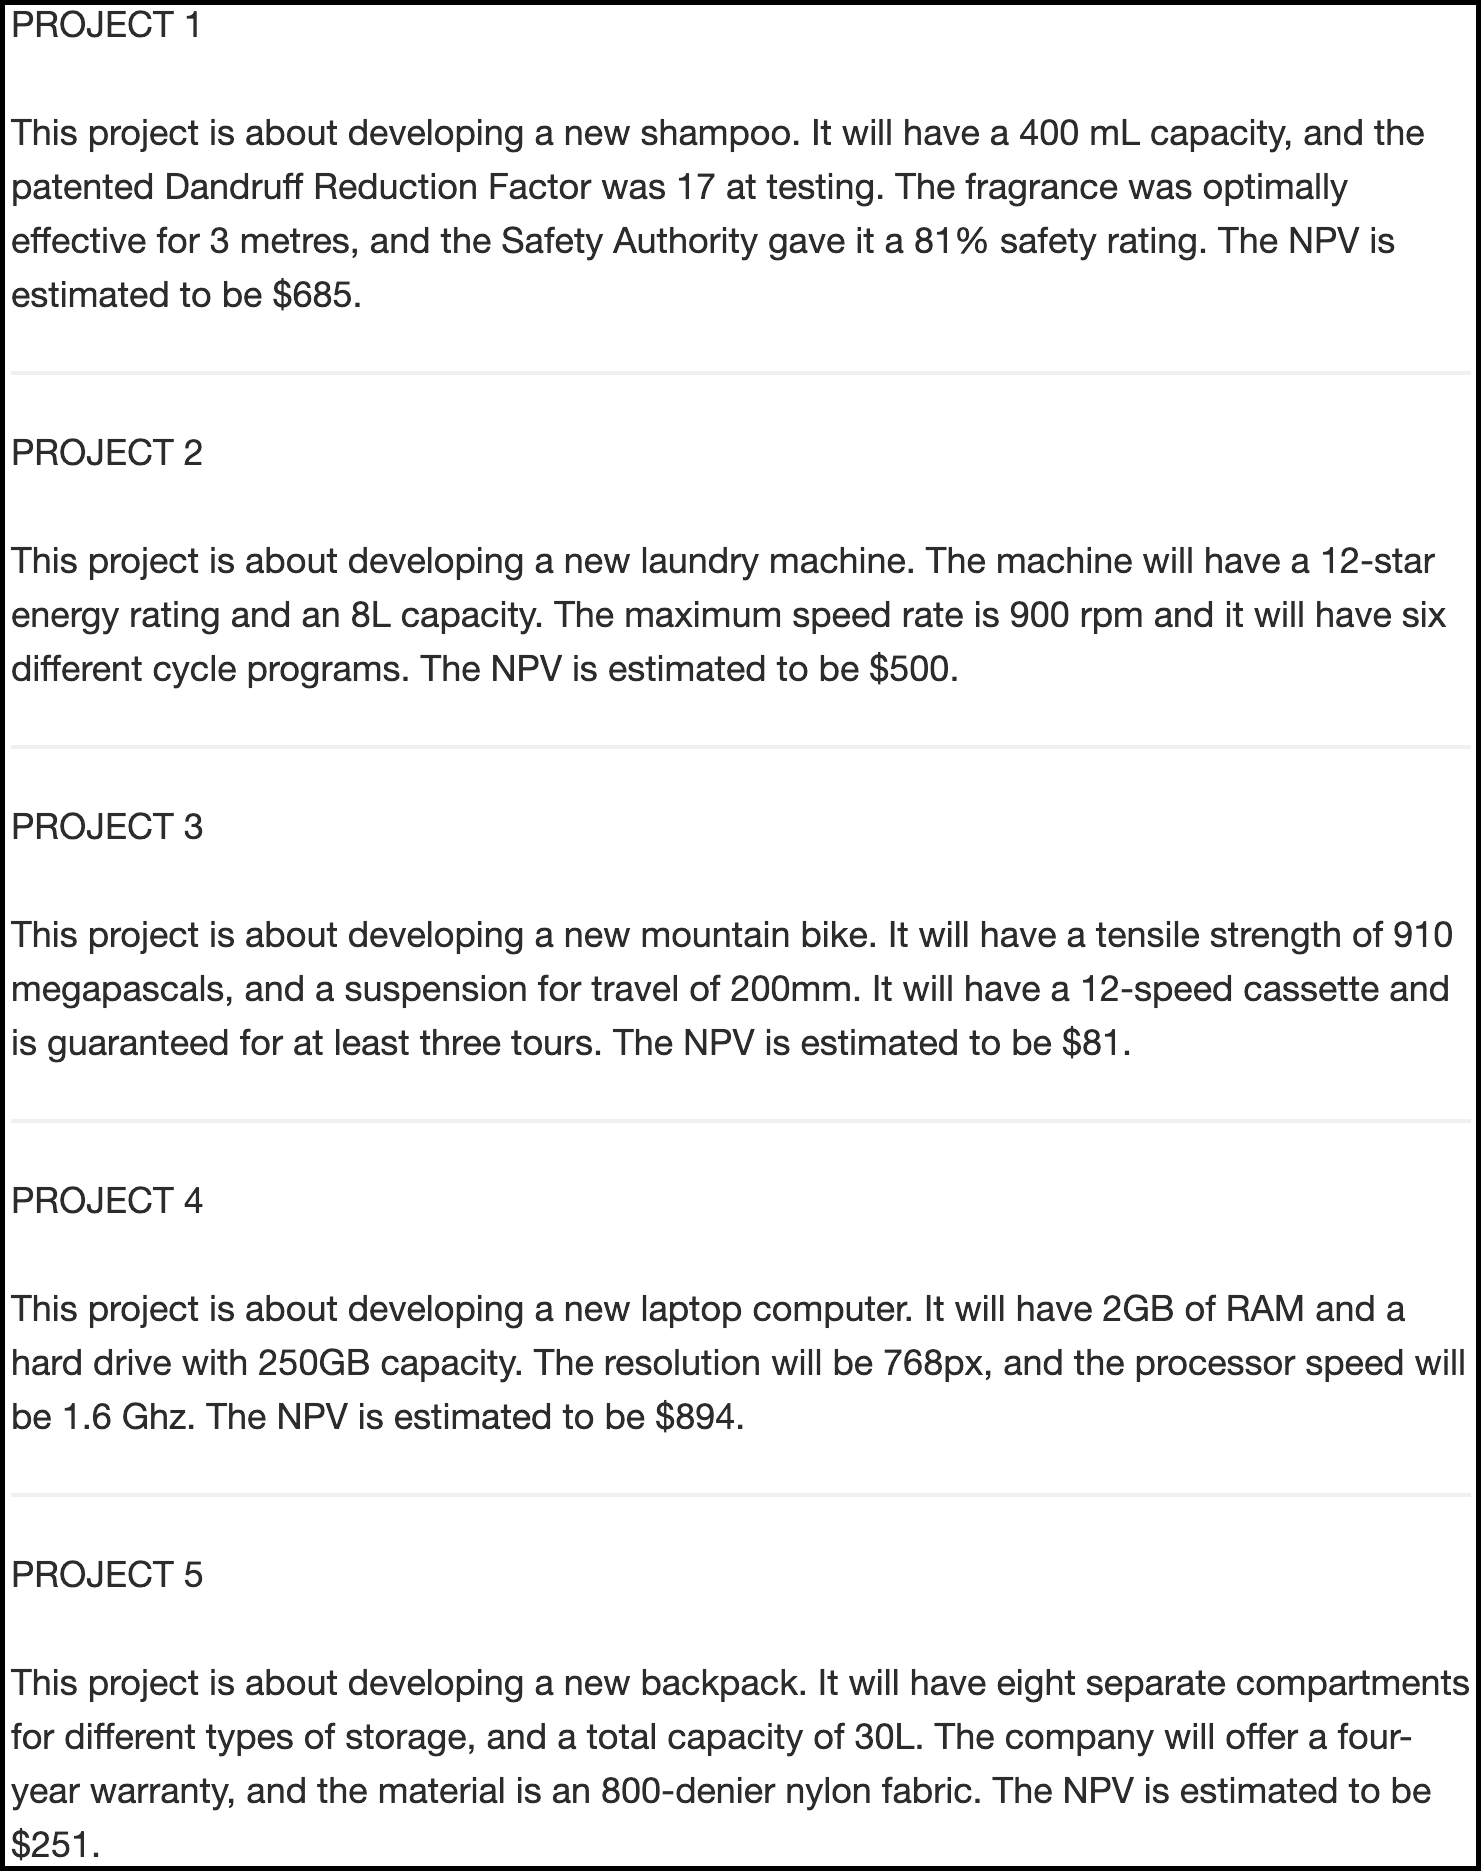 PROJECT 1
This project is about developing a new shampoo. It will have a 400 mL capacity, and the
patented Dandruff Reduction Factor was 17 at testing. The fragrance was optimally
effective for 3 metres, and the Safety Authority gave it a 81% safety rating. The NPV is
estimated to be $685.
PROJECT 2
This project is about developing a new laundry machine. The machine will have a 12-star
energy rating and an 8L capacity. The maximum speed rate is 900 rpm and it will have six
different cycle programs. The NPV is estimated to be $500.
PROJECT 3
This project is about developing a new mountain bike. It will have a tensile strength of 910
megapascals, and a suspension for travel of 200mm. It will have a 12-speed cassette and
is guaranteed for at least three tours. The NPV is estimated to be $81.
PROJECT 4
This project is about developing a new laptop computer. It will have 2GB of RAM and a
hard drive with 250GB capacity. The resolution will be 768px, and the processor speed will
be 1.6 Ghz. The NPV is estimated to be $894.
PROJECT 5
This project is about developing a new backpack. It will have eight separate compartments
for different types of storage, and a total capacity of 30L. The company will offer a four-
year warranty, and the material is an 800-denier nylon fabric. The NPV is estimated to be
$251.